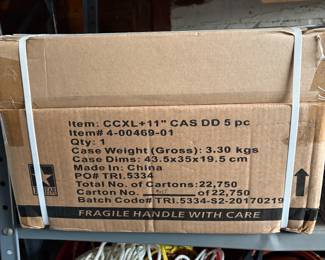 Item: CCXL+11" CAS DD 5 pc
Item# 4-00469-01
Qty: 1
Case Weight (Gross): 3.30 kgs
Case Dims: 43.5x35x19.5 cm
Made In: China
PO# TRI.5334
Total No. of Cartons: 22,750
Carton No. of 22,750
Batch Code# TRI.5334-S2-20170219
FRAGILE HANDLE WITH CARE